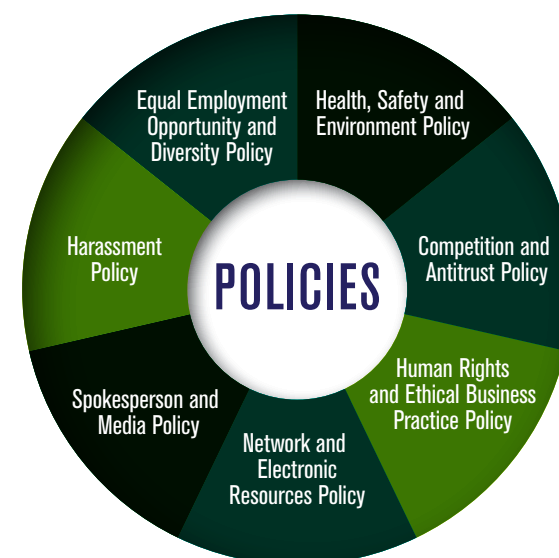 Equal Employment
Opportunity and
Diversity Policy
Health, Safety and
Environment Policy
Harassment
Policy
POLICIES
Competition and
Antitrust Policy
Human Rights
and Ethical Business
Practice Policy
Spokesperson and
Media Policy
Network and
Electronic
Resources Policy